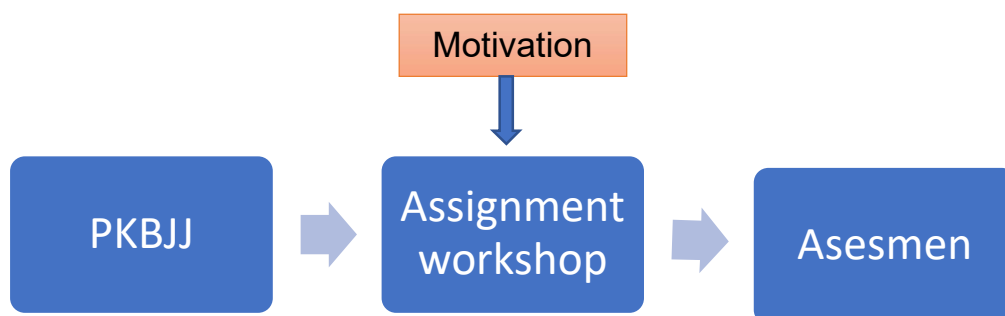 Motivation
PKBJJ
Assignment
workshop
Asesmen